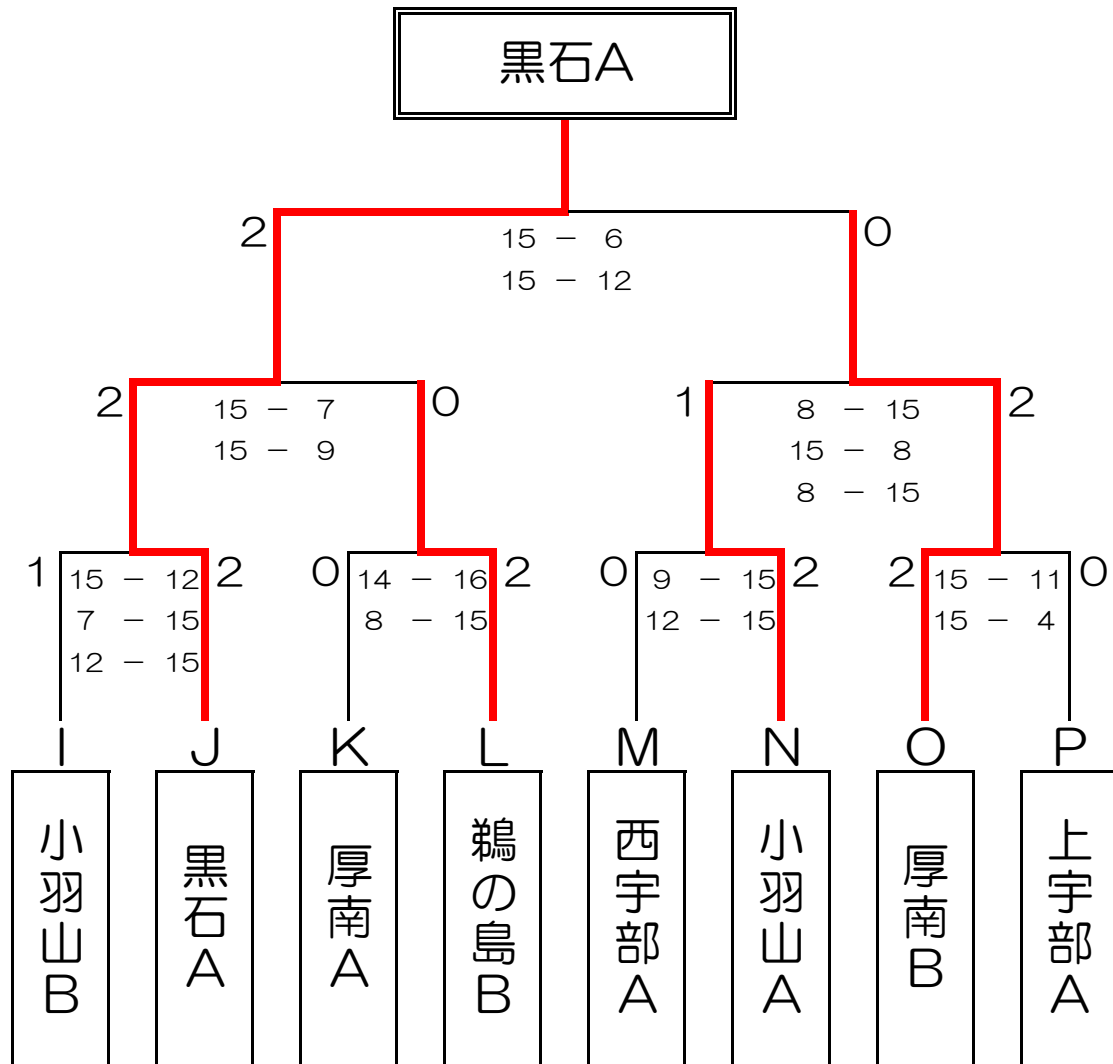 黒石A
2 0
15 － 6
15 － 12
2 0 1 2
15 － 7
15 － 9
8 － 15
15 － 8
8 － 15
1 2 0 2 0 2 2 0
15 － 12
7 － 15
12 － 15
14 － 16
8 － 15
9 － 15
12 － 15
15 － 11
15 － 4
I J K L M N O P
小羽山B
黒石A
厚南A
鵜の島B
西宇部A
小羽山A
厚南B
上宇部A